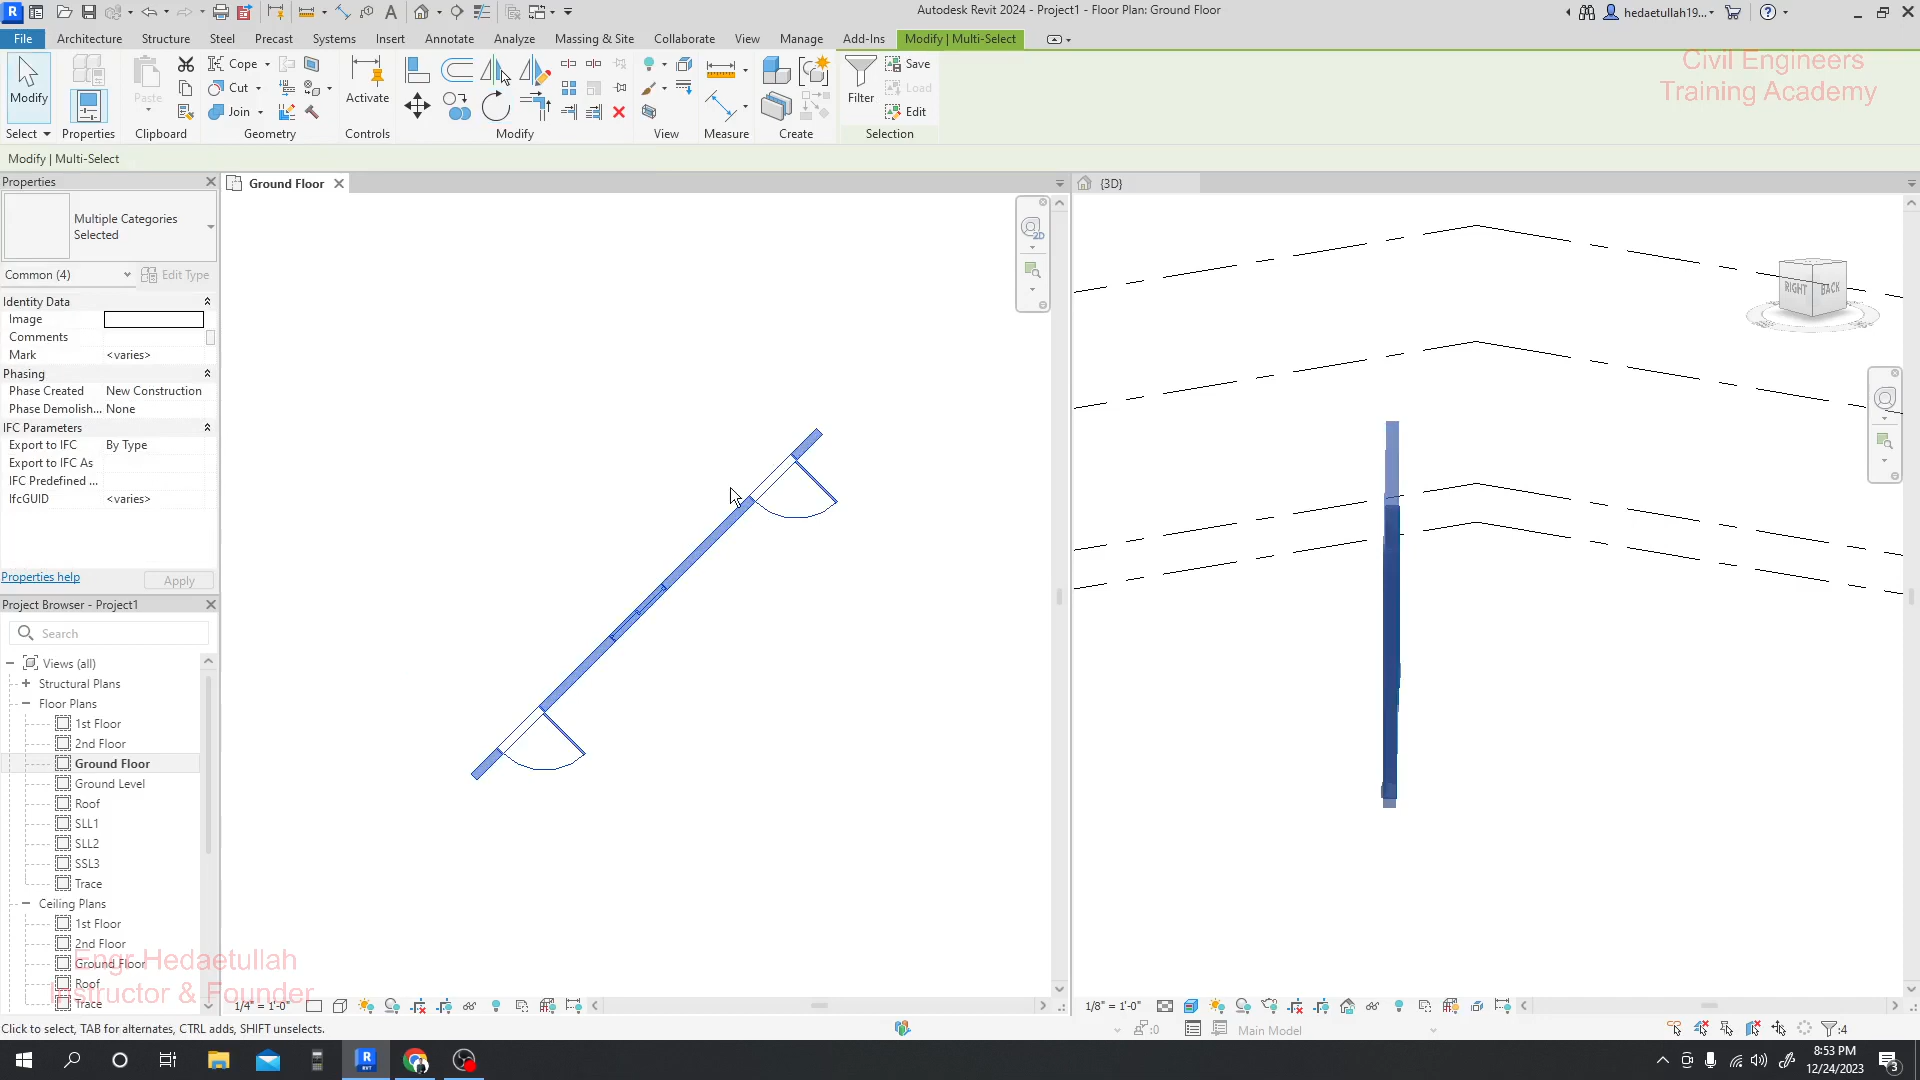 Autodesk Revit 2024 - Project1 - Floor Plan: Ground Floor
hedaetullah19...
File Architecture Structure Steel Precast Systems Insert Annotate Analyze Massing & Site Collaborate View Manage Add-Ins Modify | Multi-Select
Civil Engineers
Training Academy
Modify
Paste
Cope
Cut
Join
Activate
Filter
Save
Load
Edit
Select Properties Clipboard Geometry Controls Modify View Measure Create Selection
Modify | Multi-Select
Properties
Ground Floor
{3D}
Multiple Categories
Selected
Common (4)
Edit Type
Identity Data
Image
Comments
Mark <varies>
Phasing
Phase Created New Construction
Phase Demolish... None
IFC Parameters
Export to IFC By Type
Export to IFC As
IFC Predefined ...
IfcGUID <varies>
Properties help
Apply
2D
RIGHT BACK
Project Browser - Project1
Search
Views (all)
Structural Plans
Floor Plans
1st Floor
2nd Floor
Ground Floor
Ground Level
Roof
SLL1
SLL2
SSL3
Trace
Ceiling Plans
1st Floor
2nd Floor
Ground Floor
Roof
Trace
Engr.Hedaetullah
Instructor & Founder
1/4" = 1'-0"
1/8" = 1'-0"
Click to select, TAB for alternates, CTRL adds, SHIFT unselects.
:0
Main Model
:4
8:53 PM
12/24/2023
3